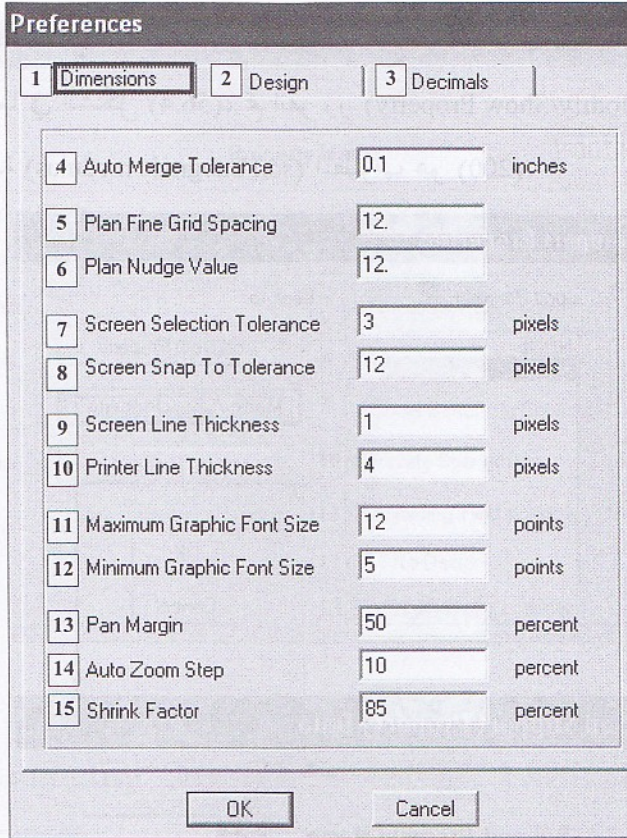 Preferences
1 Dimensions 2 Design 3 Decimals
4 Auto Merge Tolerance 0.1 inches
5 Plan Fine Grid Spacing 12.
6 Plan Nudge Value 12.
7 Screen Selection Tolerance 3 pixels
8 Screen Snap To Tolerance 12 pixels
9 Screen Line Thickness 1 pixels
10 Printer Line Thickness 4 pixels
11 Maximum Graphic Font Size 12 points
12 Minimum Graphic Font Size 5 points
13 Pan Margin 50 percent
14 Auto Zoom Step 10 percent
15 Shrink Factor 85 percent
OK Cancel